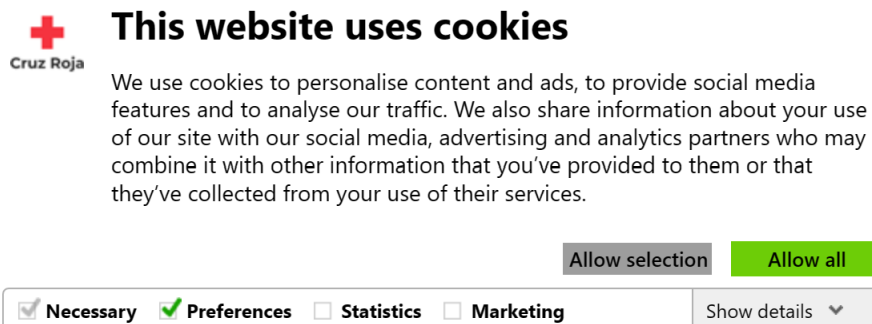 This website uses cookies
Cruz Roja
We use cookies to personalise content and ads, to provide social media
features and to analyse our traffic. We also share information about your use
of our site with our social media, advertising and analytics partners who may
combine it with other information that you’ve provided to them or that
they’ve collected from your use of their services.
Allow selection Allow all
Necessary Preferences Statistics Marketing Show details